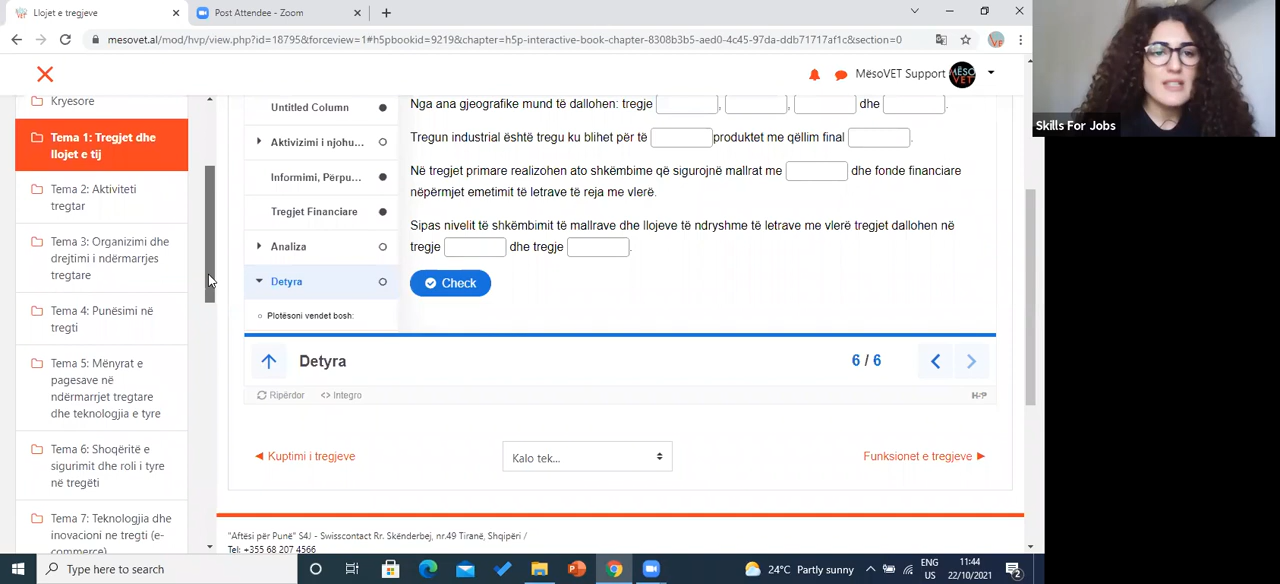 Llojet e tregjeve
Post Attendee - Zoom
mesovet.al/mod/hvp/view.php?id=18795&forceview=1#h5pbookid=9219&chapter=h5p-interactive-book-chapter-8308b3b5-aed0-4c45-97da-ddb71717af1c&section=0
MësoVET Support
MËSO
VET
Skills For Jobs
Kryesore
Tema 1: Tregjet dhe
llojet e tij
Tema 2: Aktiviteti
tregtar
Tema 3: Organizimi dhe
drejtimi i ndërmarrjes
tregtare
Tema 4: Punësimi në
tregti
Tema 5: Mënyrat e
pagesave në
ndërmarrjet tregtare
dhe teknologjia e tyre
Tema 6: Shoqëritë e
sigurimit dhe roli i tyre
në tregëti
Tema 7: Teknologjia dhe
inovacioni ne tregti (e-
commerce)
Untitled Column
Aktivizimi i njohu...
Informimi, Përpu...
Tregjet Financiare
Analiza
Detyra
Plotësoni vendet bosh:
Nga ana gjeografike mund të dallohen: tregje , , dhe .
Tregun industrial është tregu ku blihet për të produktet me qëllim final .
Në tregjet primare realizohen ato shkëmbime që sigurojnë mallrat me dhe fonde financiare
nëpërmjet emetimit të letrave të reja me vlerë.
Sipas nivelit të shkëmbimit të mallrave dhe llojeve të ndryshme të letrave me vlerë tregjet dallohen në
tregje dhe tregje .
Check
Detyra
6 / 6
Ripërdor
<> Integro
H-P
Kuptimi i tregjeve
Kalo tek...
Funksionet e tregjeve
"Aftësi për Punë" S4J - Swisscontact Rr. Skënderbej, nr.49 Tiranë, Shqipëri /
Tel: +355 68 207 4566
Type here to search
24°C Partly sunny
ENG
US
11:44
22/10/2021
2